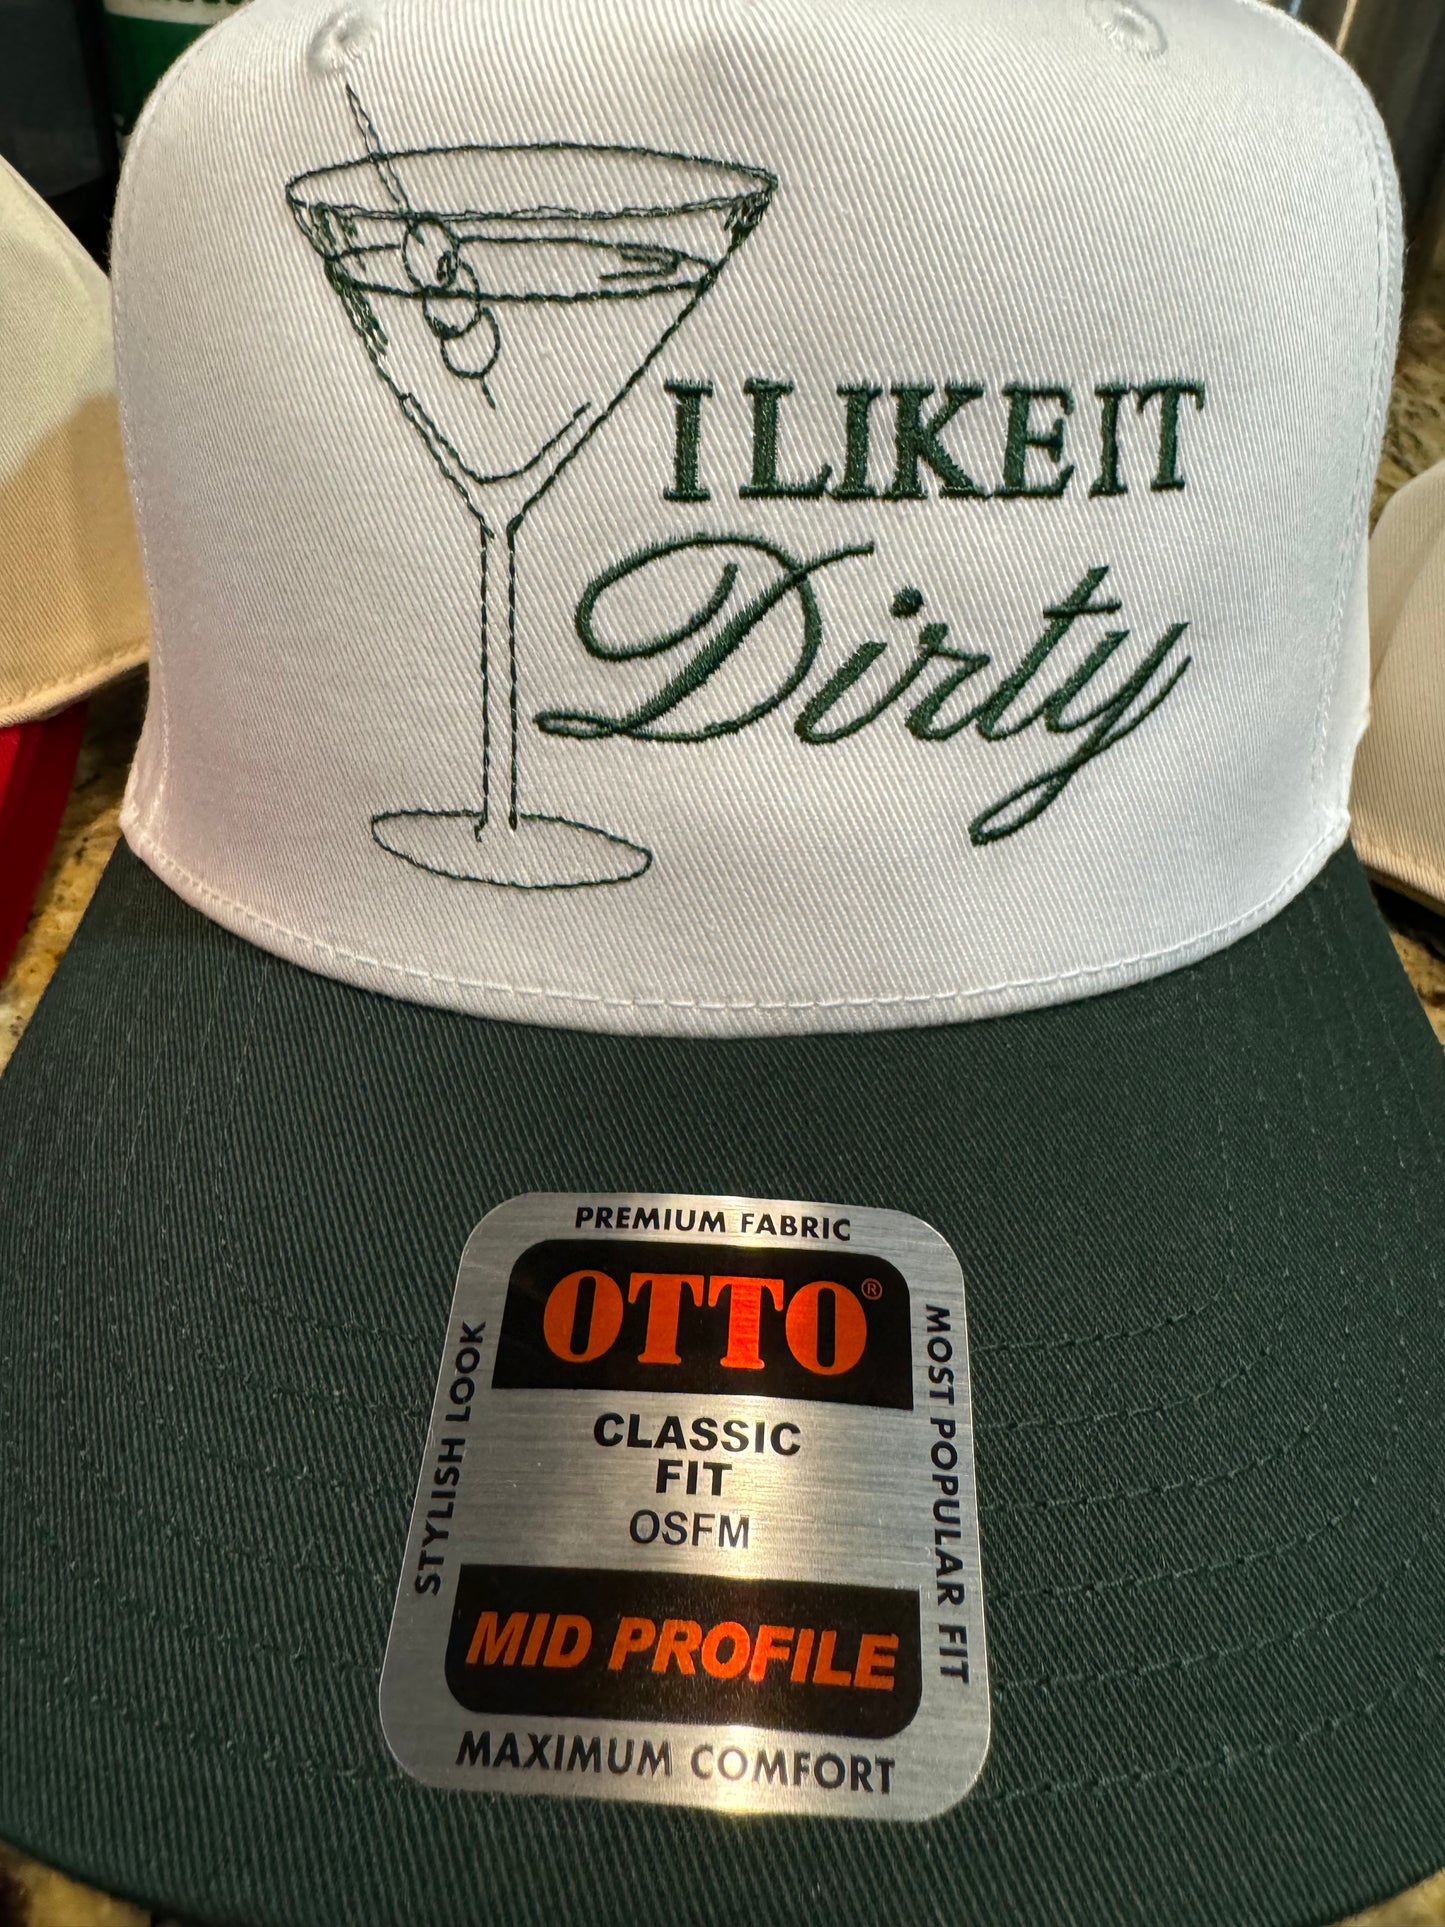 I LIKE IT
Dirty
PREMIUM FABRIC
OTTO®
STYLISH LOOK
MOST POPULAR FIT
CLASSIC
FIT
OSFM
MID PROFILE
MAXIMUM COMFORT